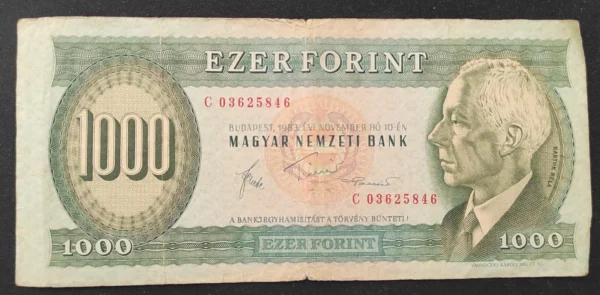 EZER FORINT
C 03625846
BUDAPEST, 1983. ÉVI NOVEMBER HÓ 10-ÉN
MAGYAR NEMZETI BANK
1000
BARTÓK BÉLA
C 03625846
A BANKJEGYHAMISÍTÁST A TÖRVÉNY BÜNTETI!
1000
EZER FORINT
1000